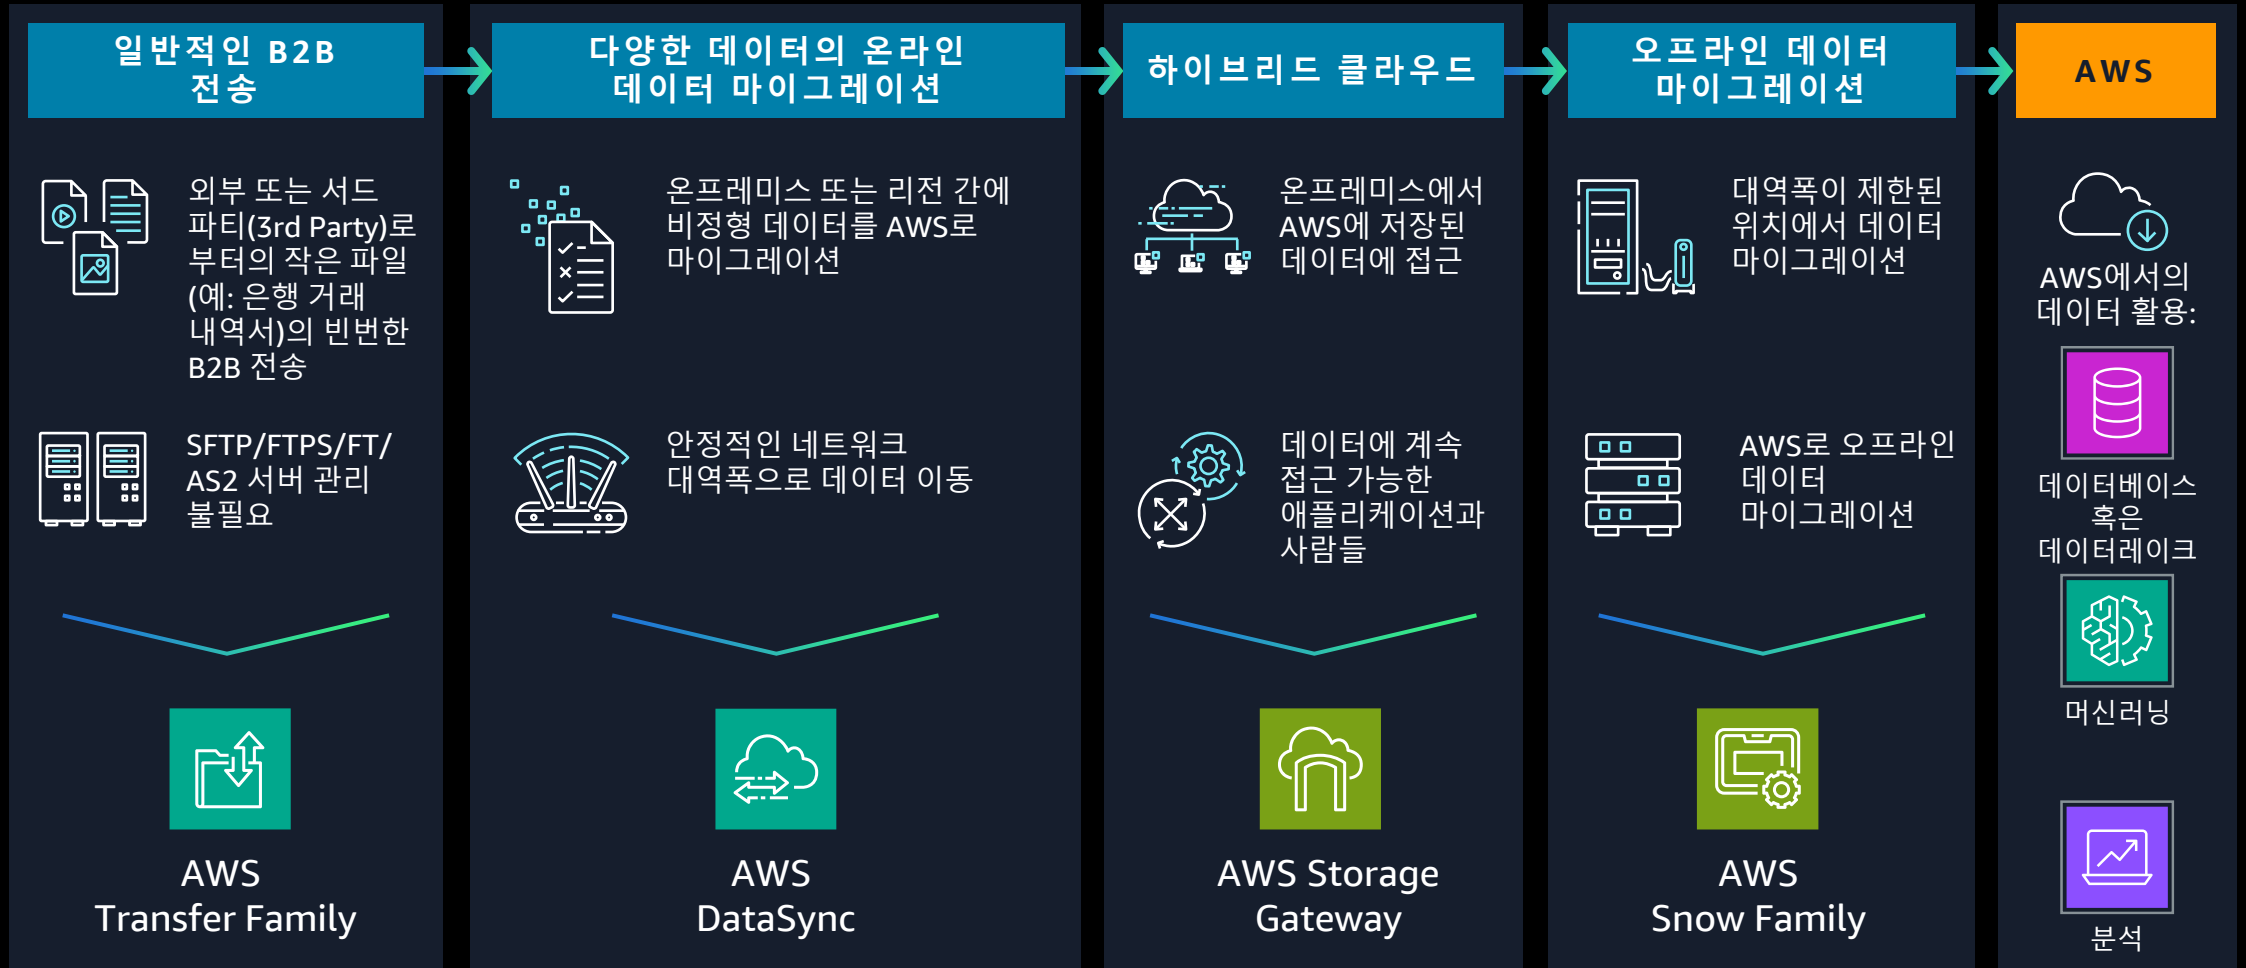 일반적인 B2B
전송
외부 또는 서드
파티(3rd Party)로
부터의 작은 파일
(예: 은행 거래
내역서)의 빈번한
B2B 전송
SFTP/FTPS/FT/
AS2 서버 관리
불필요
AWS
Transfer Family
다양한 데이터의 온라인
데이터 마이그레이션
온프레미스 또는 리전 간에
비정형 데이터를 AWS로
마이그레이션
안정적인 네트워크
대역폭으로 데이터 이동
AWS
DataSync
하이브리드 클라우드
온프레미스에서
AWS에 저장된
데이터에 접근
데이터에 계속
접근 가능한
애플리케이션과
사람들
AWS Storage
Gateway
오프라인 데이터
마이그레이션
대역폭이 제한된
위치에서 데이터
마이그레이션
AWS로 오프라인
데이터
마이그레이션
AWS
Snow Family
AWS
AWS에서의
데이터 활용:
데이터베이스
혹은
데이터레이크
머신러닝
분석